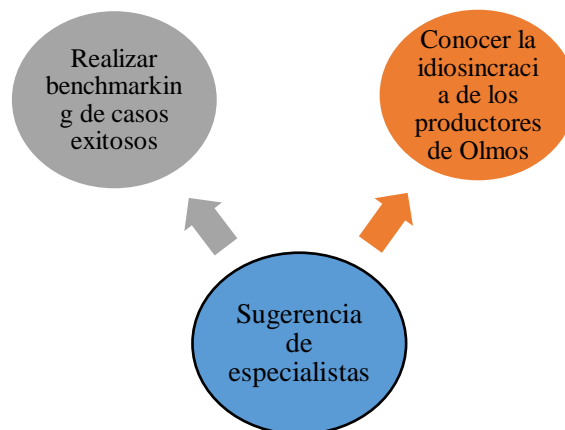 Realizar
benchmarkin
g de casos
exitosos
Conocer la
idiosincraci
a de los
productores
de Olmos
Sugerencia
de
especialistas